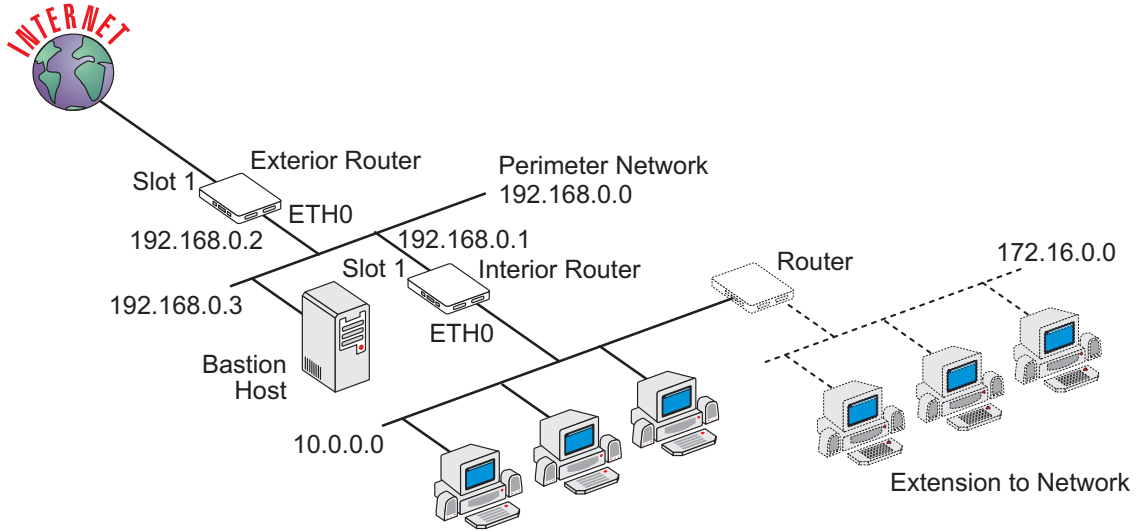 INTERNET
Exterior Router
Slot 1
ETH0
192.168.0.2
Perimeter Network
192.168.0.0
192.168.0.1
Slot 1
Interior Router
ETH0
192.168.0.3
Bastion
Host
10.0.0.0
Router
172.16.0.0
Extension to Network